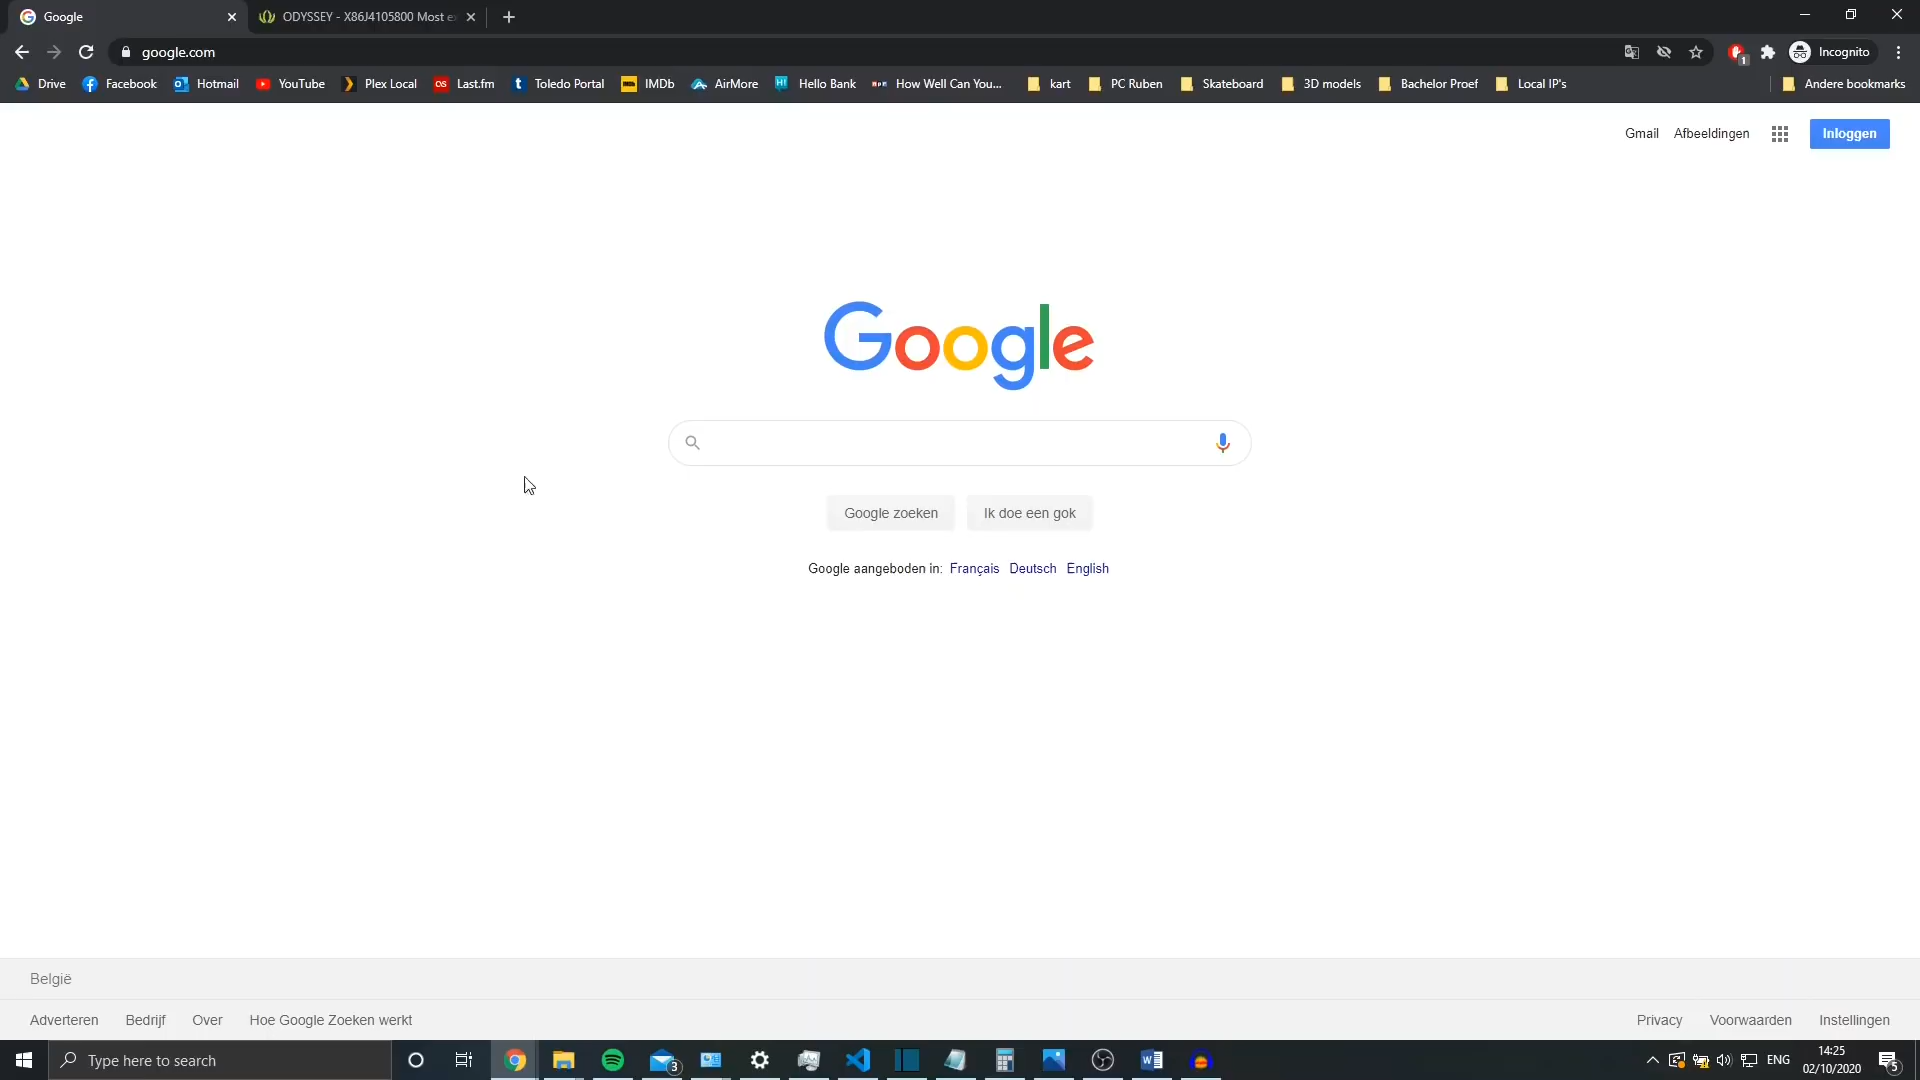 Google
ODYSSEY - X86J4105800 Most e
google.com
1
Incognito
Drive
Facebook
Hotmail
YouTube
Plex Local
Last.fm
Toledo Portal
IMDb
AirMore
Hello Bank
How Well Can You...
kart
PC Ruben
Skateboard
3D models
Bachelor Proef
Local IP's
Andere bookmarks
Gmail
Afbeeldingen
Inloggen
Google
Google zoeken
Ik doe een gok
Google aangeboden in: Français Deutsch English
België
Adverteren
Bedrijf
Over
Hoe Google Zoeken werkt
Privacy
Voorwaarden
Instellingen
Type here to search
3
ENG
14:25
02/10/2020
5